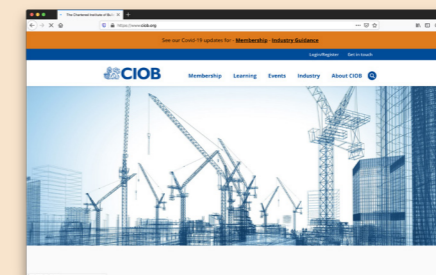 The Chartered Institute of Bu
https://www.ciob.org
See our Covid-19 updates for - Membership - Industry Guidance
Login/Register Get in touch
CIOB Membership Learning Events Industry About CIOB